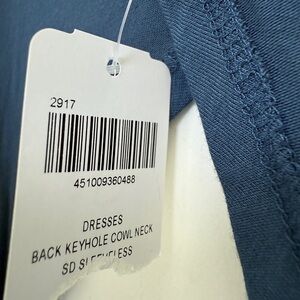 2917
451009360488
DRESSES
BACK KEYHOLE COWL NECK
SD SLEEVELESS